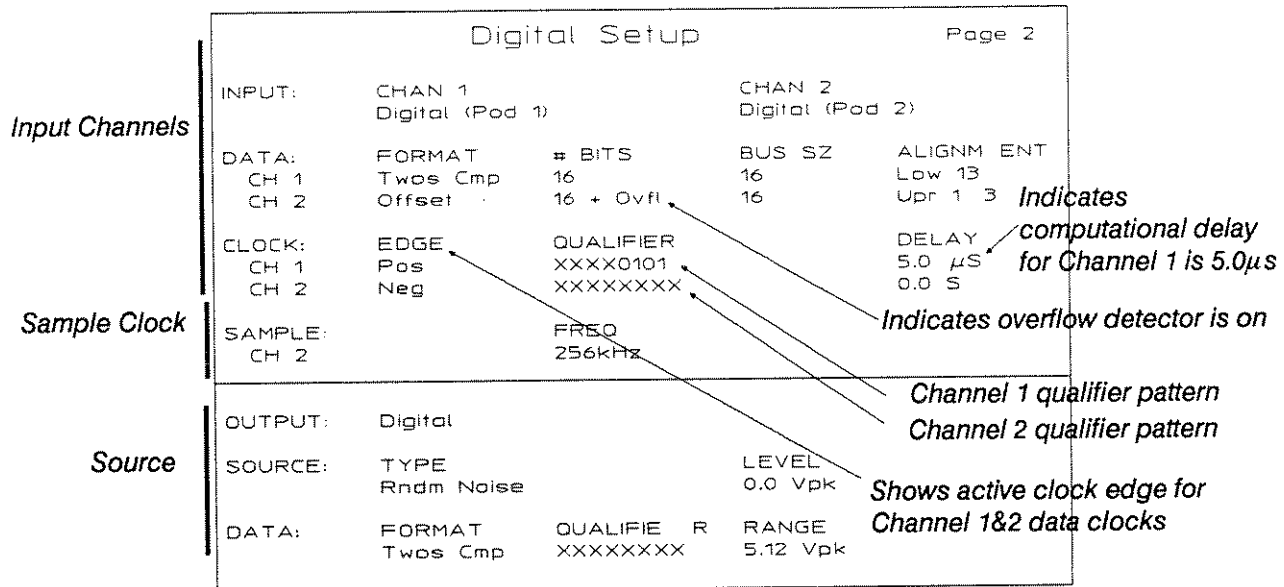 Digital Setup Page 2
INPUT: CHAN 1 CHAN 2
Digital (Pod 1) Digital (Pod 2)
Input Channels
DATA: FORMAT # BITS BUS SZ ALIGNM ENT
CH 1 Twos Cmp 16 16 Low 13
CH 2 Offset 16 + Ovfl 16 Upr 1 3
Indicates
computational delay
for Channel 1 is 5.0µs
CLOCK: EDGE QUALIFIER DELAY
CH 1 Pos XXXX0101 5.0 µS
CH 2 Neg XXXXXXXX 0.0 S
Indicates overflow detector is on
Sample Clock
SAMPLE: FREQ
CH 2 256kHz
Channel 1 qualifier pattern
Channel 2 qualifier pattern
OUTPUT: Digital
Source
SOURCE: TYPE LEVEL
Rndm Noise 0.0 Vpk
Shows active clock edge for
Channel 1&2 data clocks
DATA: FORMAT QUALIFIE R RANGE
Twos Cmp XXXXXXXX 5.12 Vpk